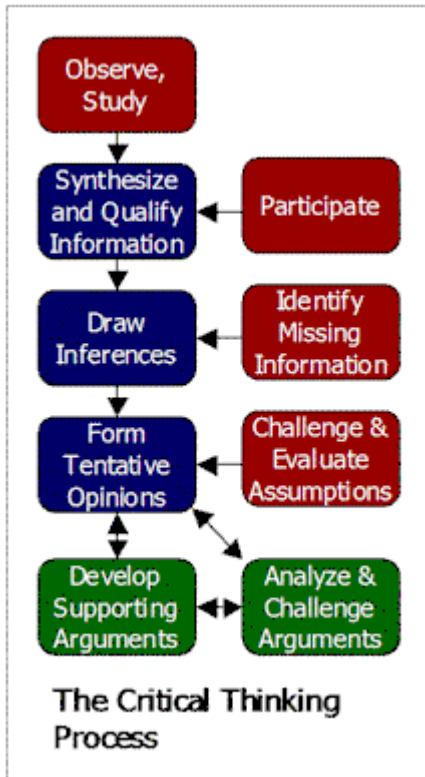 Observe,
Study
Synthesize
and Qualify
Information
Participate
Draw
Inferences
Identify
Missing
Information
Form
Tentative
Opinions
Challenge &
Evaluate
Assumptions
Develop
Supporting
Arguments
Analyze &
Challenge
Arguments
The Critical Thinking
Process